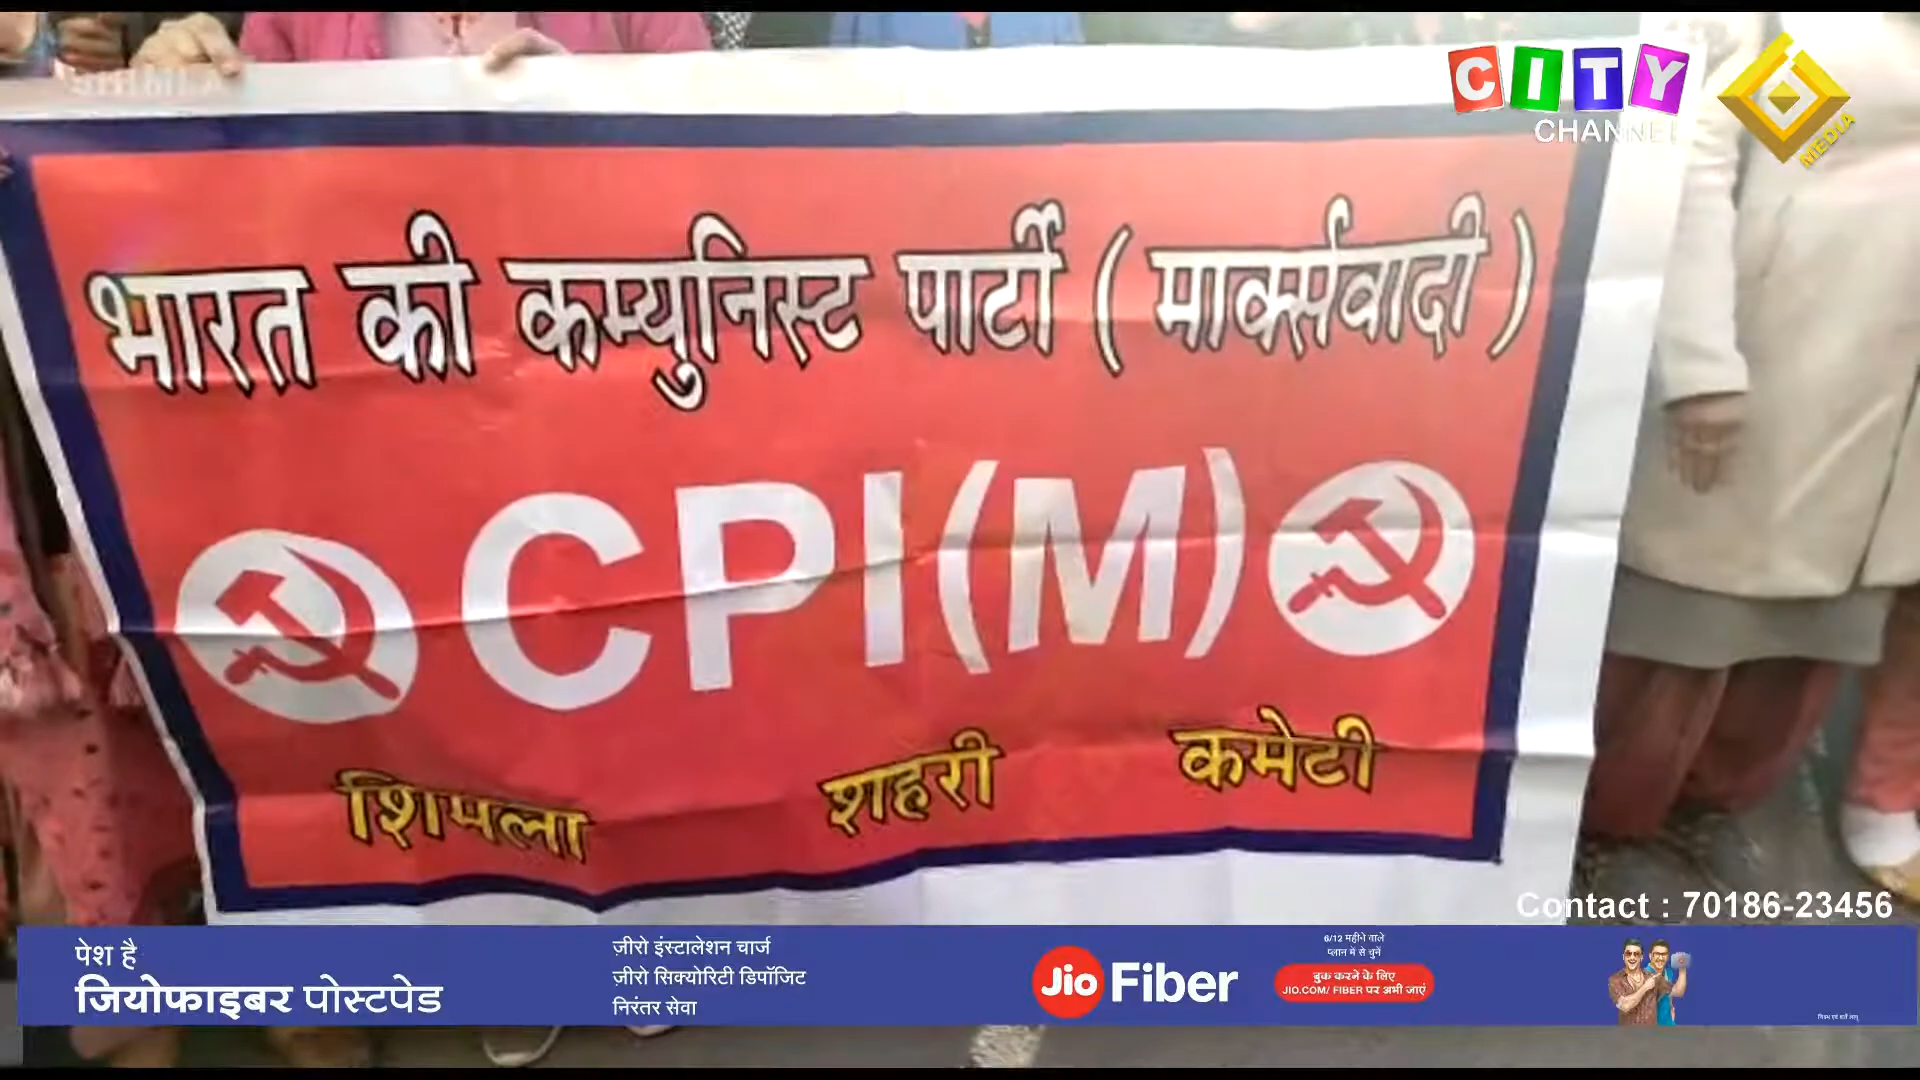 CITY
CHANNEL
MEDIA
भारत की कम्युनिस्ट पार्टी ( मार्क्सवादी )
CPI(M)
शिमला शहरी कमेटी
Contact : 70186-23456
पेश है
जियोफाइबर पोस्टपेड
ज़ीरो इंस्टालेशन चार्ज
ज़ीरो सिक्योरिटी डिपॉजिट
निरंतर सेवा
Jio Fiber
6/12 महीने वाले
प्लान में से चुनें
बुक करने के लिए
JIO.COM/ FIBER पर अभी जाएं